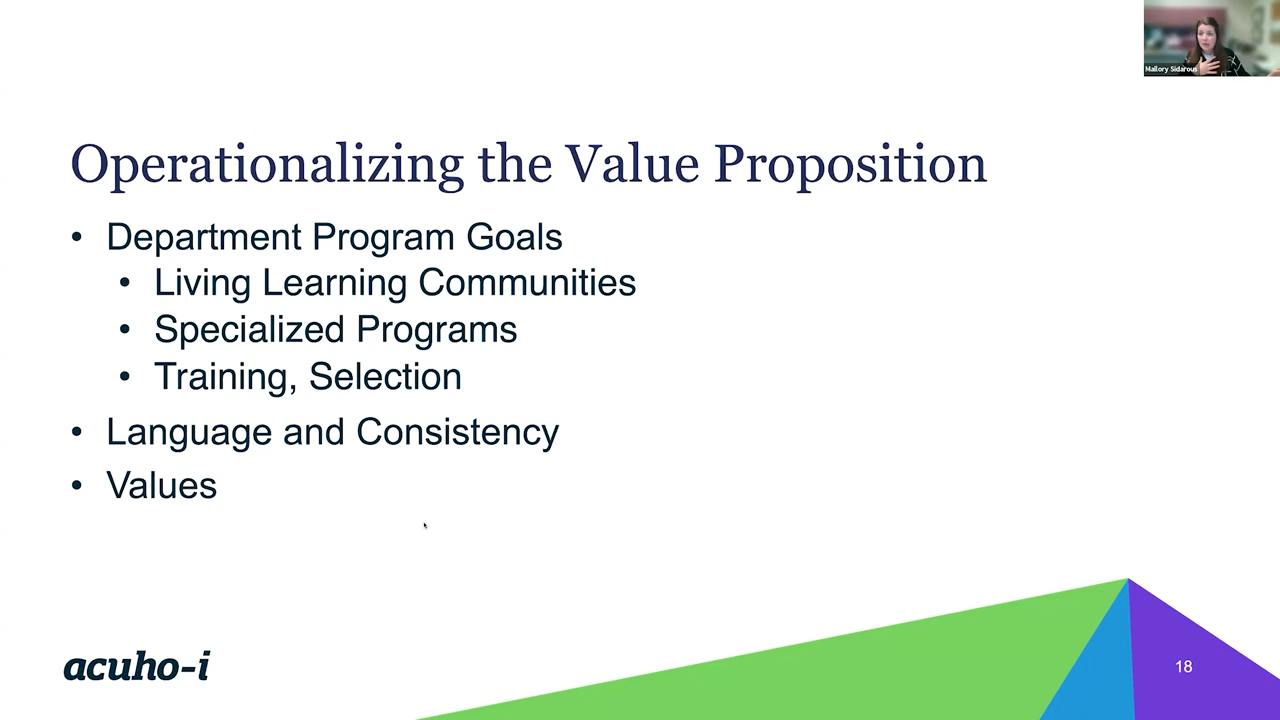 Mallory Sidarous
Operationalizing the Value Proposition
• Department Program Goals
• Living Learning Communities
• Specialized Programs
• Training, Selection
• Language and Consistency
• Values
acuho-i
18